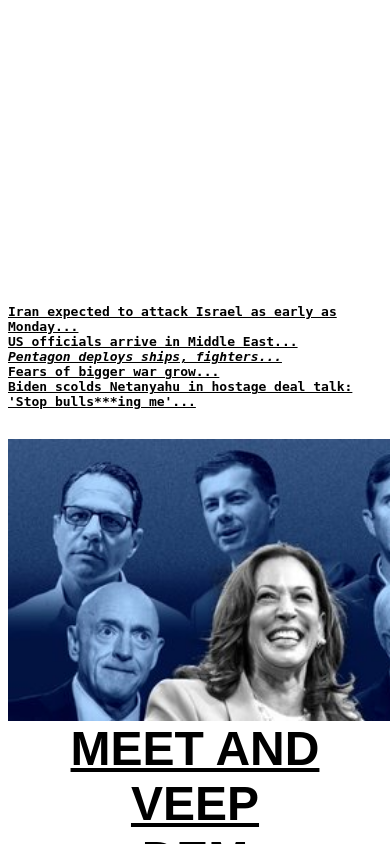 Iran expected to attack Israel as early as
Monday...
US officials arrive in Middle East...
Pentagon deploys ships, fighters...
Fears of bigger war grow...
Biden scolds Netanyahu in hostage deal talk:
'Stop bulls***ing me'...
MEET AND
VEEP
DEM